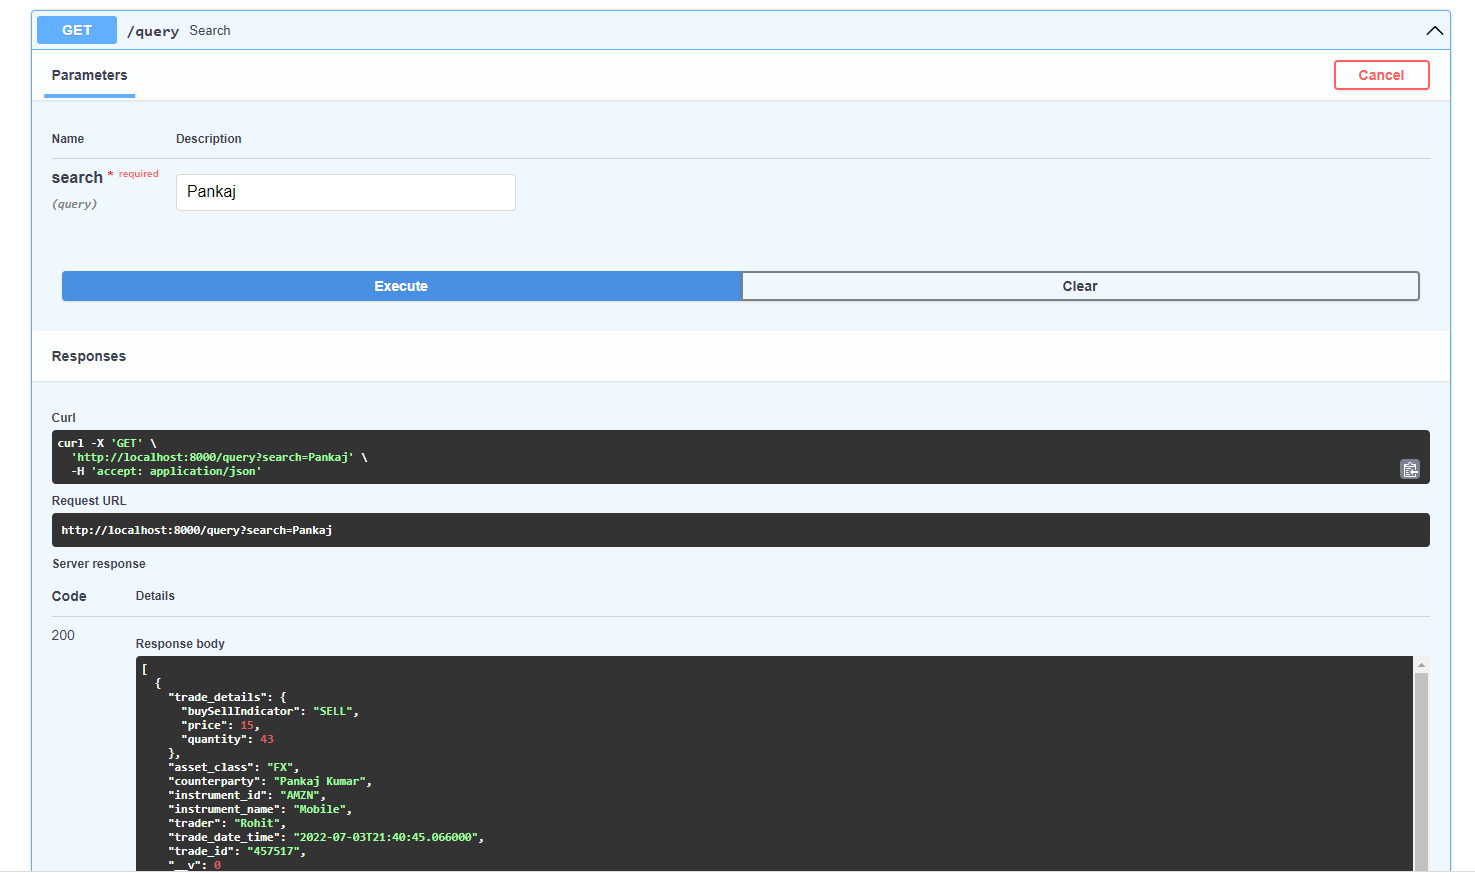 GET /query Search
Parameters
Cancel
Name Description
search * required
(query)
Pankaj
Execute Clear
Responses
Curl
curl -X 'GET' \
'http://localhost:8000/query?search=Pankaj' \
-H 'accept: application/json'
Request URL
http://localhost:8000/query?search=Pankaj
Server response
Code Details
200
Response body
[
{
"trade_details": {
"buySellIndicator": "SELL",
"price": 15,
"quantity": 43
},
"asset_class": "FX",
"counterparty": "Pankaj Kumar",
"instrument_id": "AMZN",
"instrument_name": "Mobile",
"trader": "Rohit",
"trade_date_time": "2022-07-03T21:40:45.066000",
"trade_id": "457517",
"__v": 0